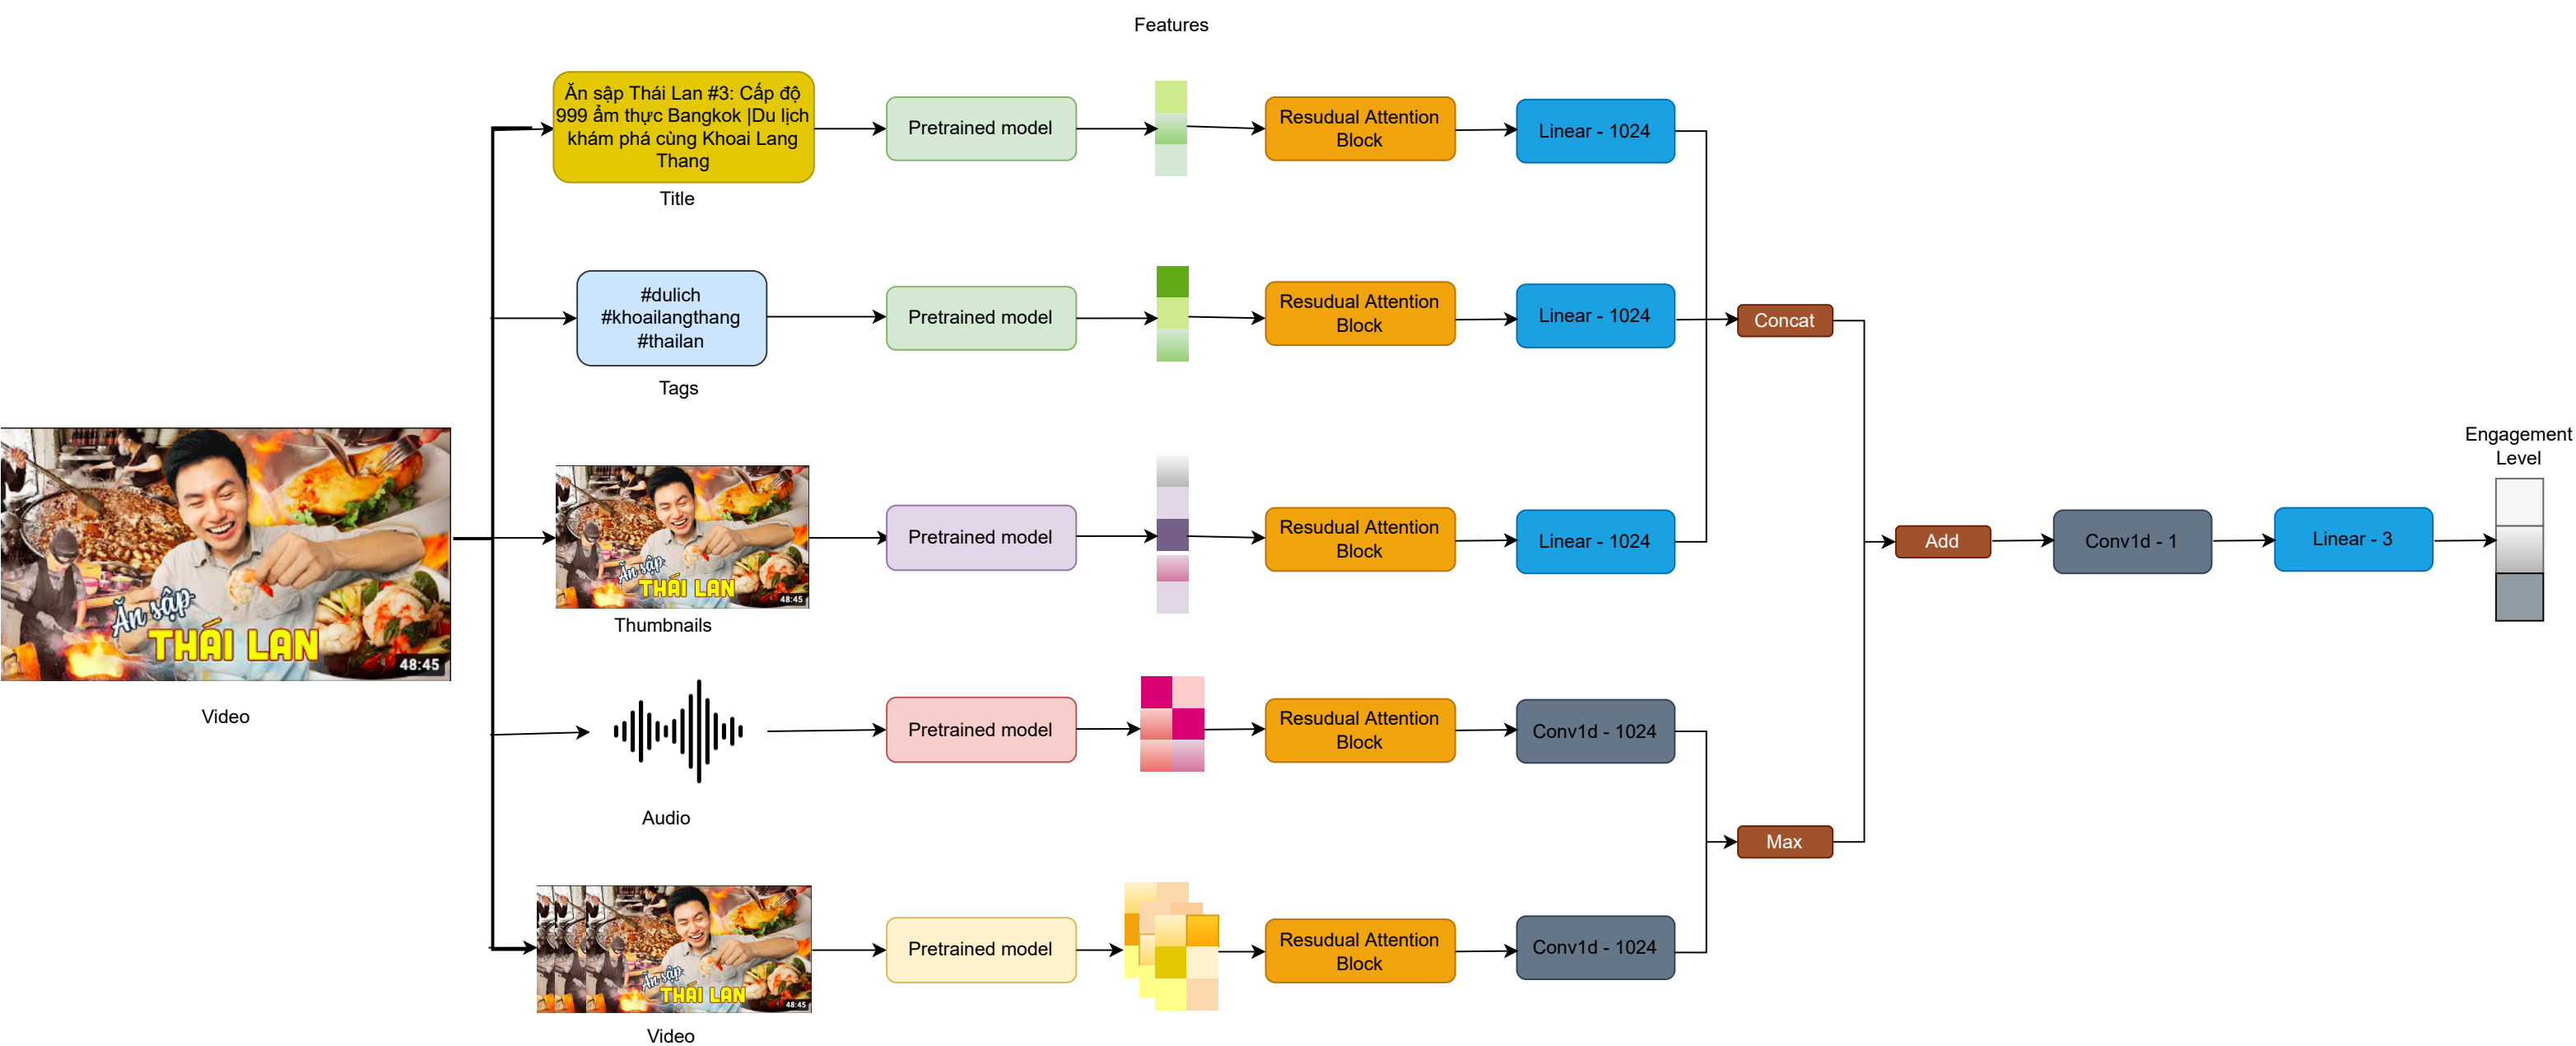 Features
Ăn sập Thái Lan #3: Cấp độ
999 ẩm thực Bangkok |Du lịch
khám phá cùng Khoai Lang
Thang
Title
Pretrained model
Resudual Attention
Block
Linear - 1024
#dulich
#khoailangthang
#thailan
Tags
Pretrained model
Resudual Attention
Block
Linear - 1024
Concat
Ăn sập
THÁI LAN
48:45
Video
Ăn sập
THÁI LAN
48:45
Thumbnails
Pretrained model
Resudual Attention
Block
Linear - 1024
Add
Conv1d - 1
Linear - 3
Engagement
Level
Audio
Pretrained model
Resudual Attention
Block
Conv1d - 1024
Max
Ăn sập
THÁI LAN
48:45
Video
Pretrained model
Resudual Attention
Block
Conv1d - 1024